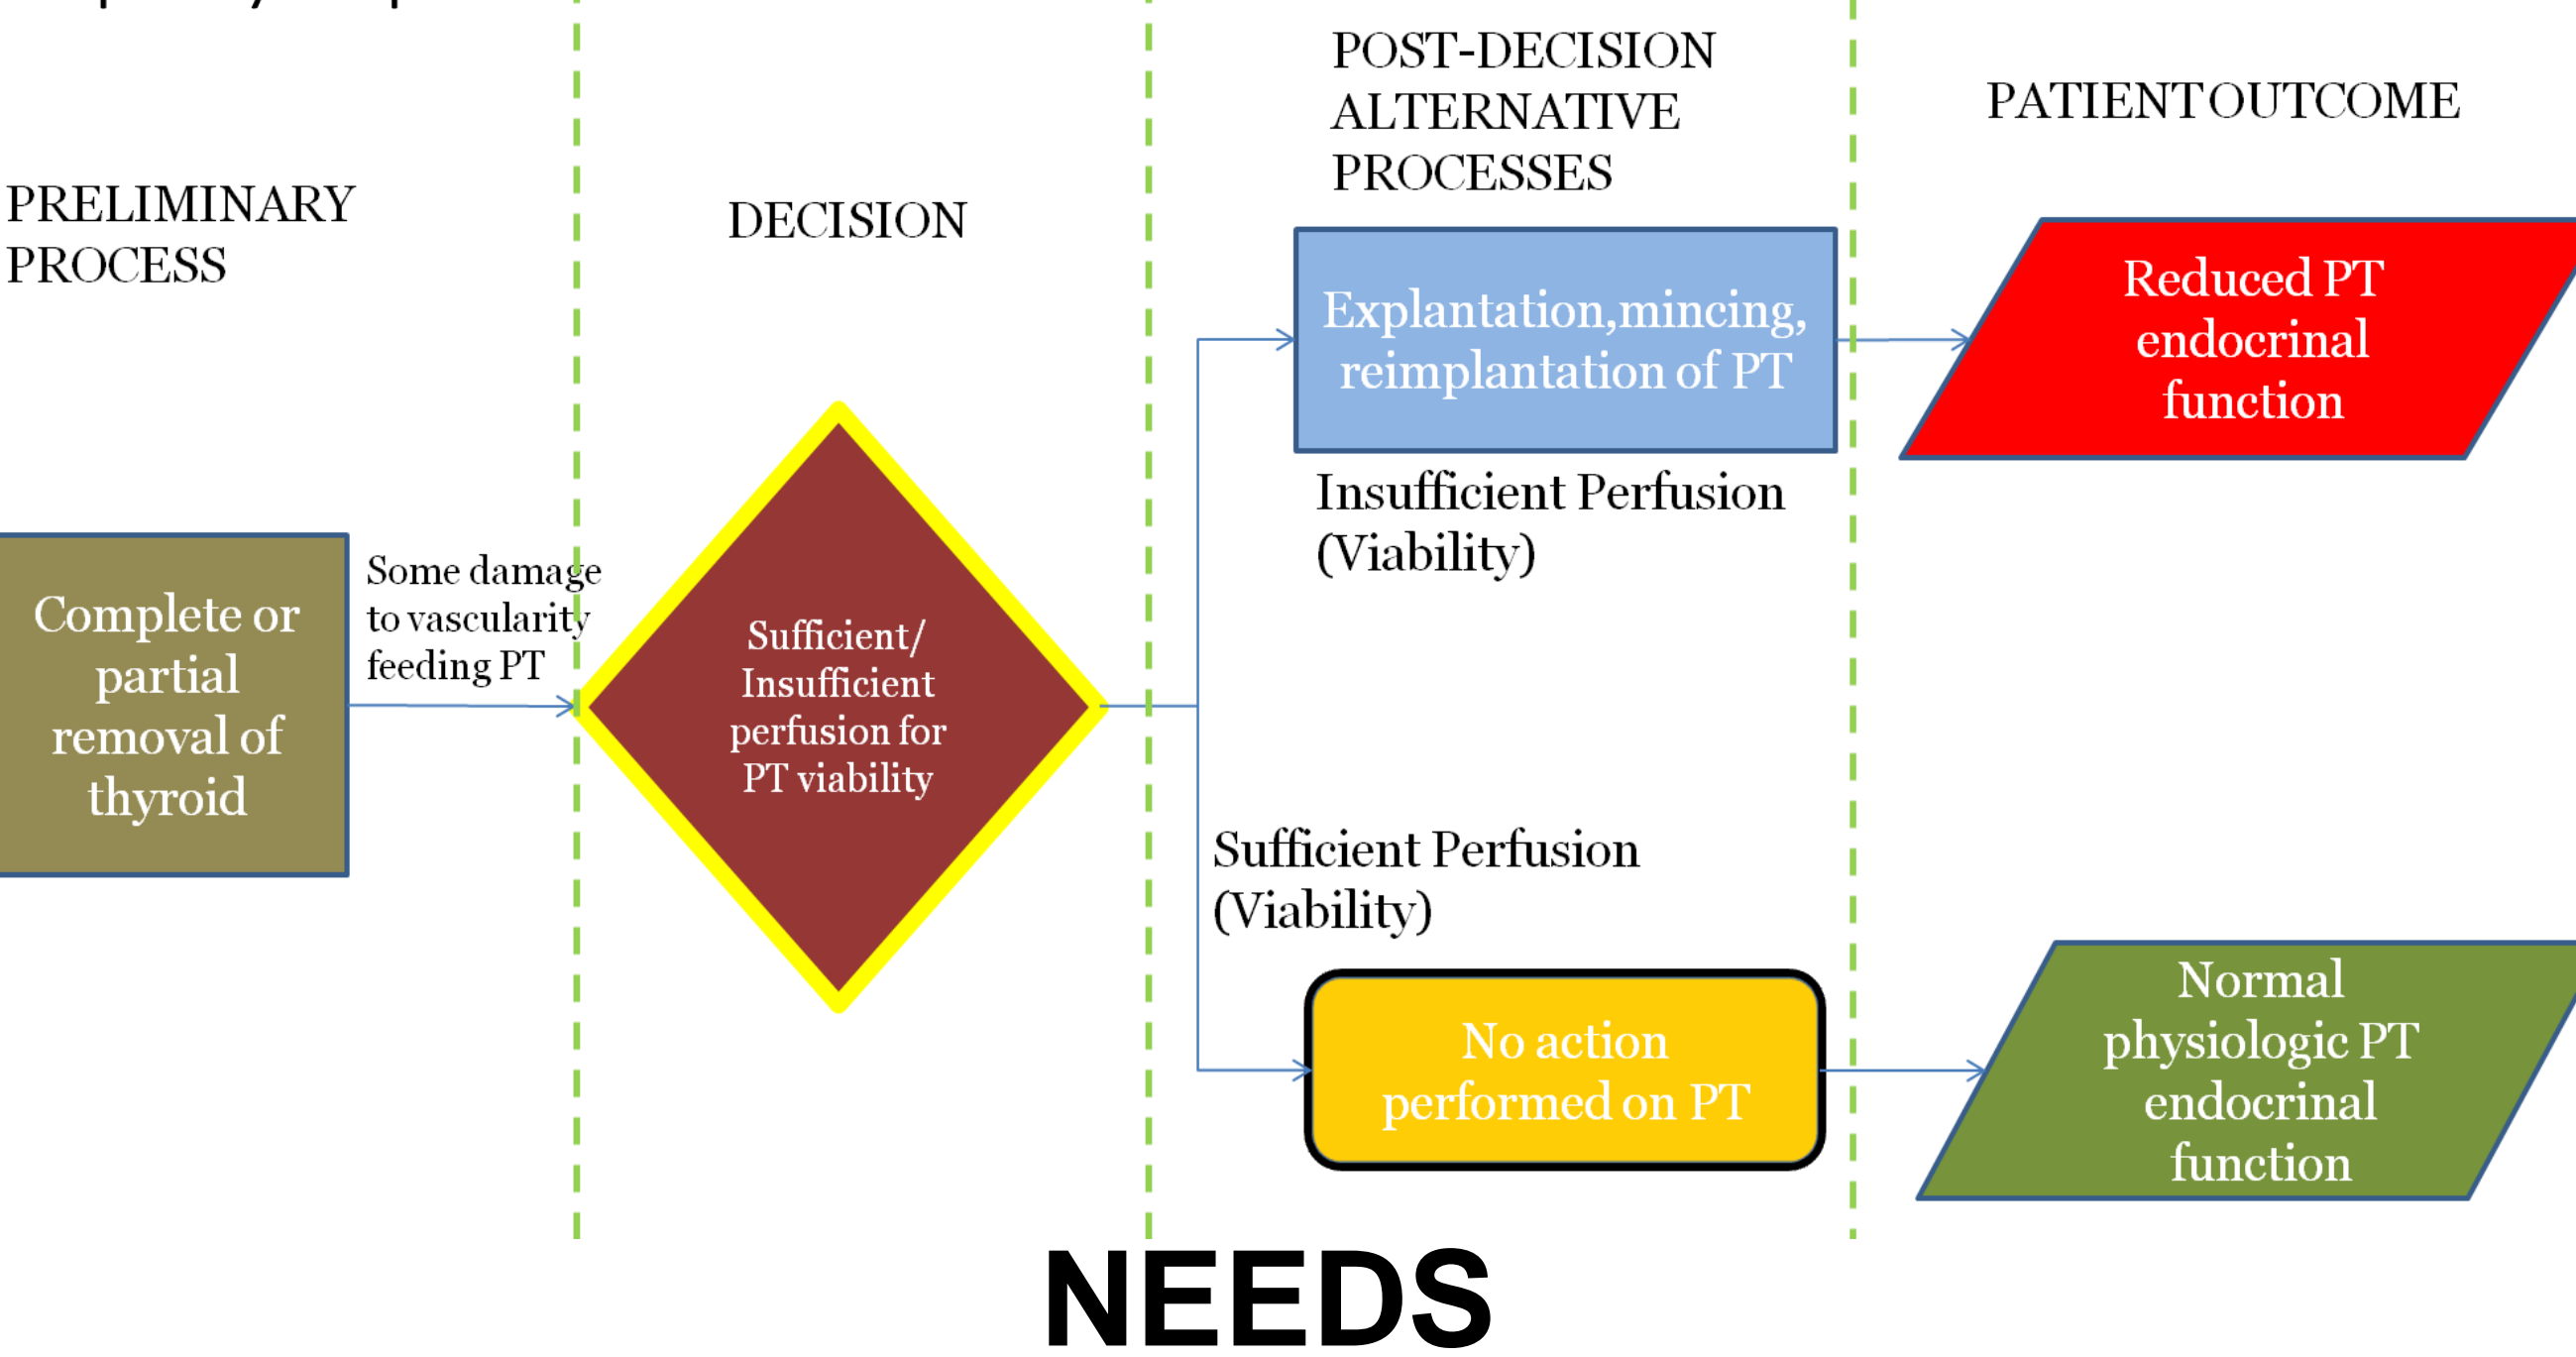 PRELIMINARY
PROCESS
DECISION
POST-DECISION
ALTERNATIVE
PROCESSES
PATIENT OUTCOME
Complete or
partial
removal of
thyroid
Some damage
to vascularity
feeding PT
Sufficient/
Insufficient
perfusion for
PT viability
Explantation,mincing,
reimplantation of PT
Insufficient Perfusion
(Viability)
Reduced PT
endocrinal
function
Sufficient Perfusion
(Viability)
No action
performed on PT
Normal
physiologic PT
endocrinal
function
NEEDS